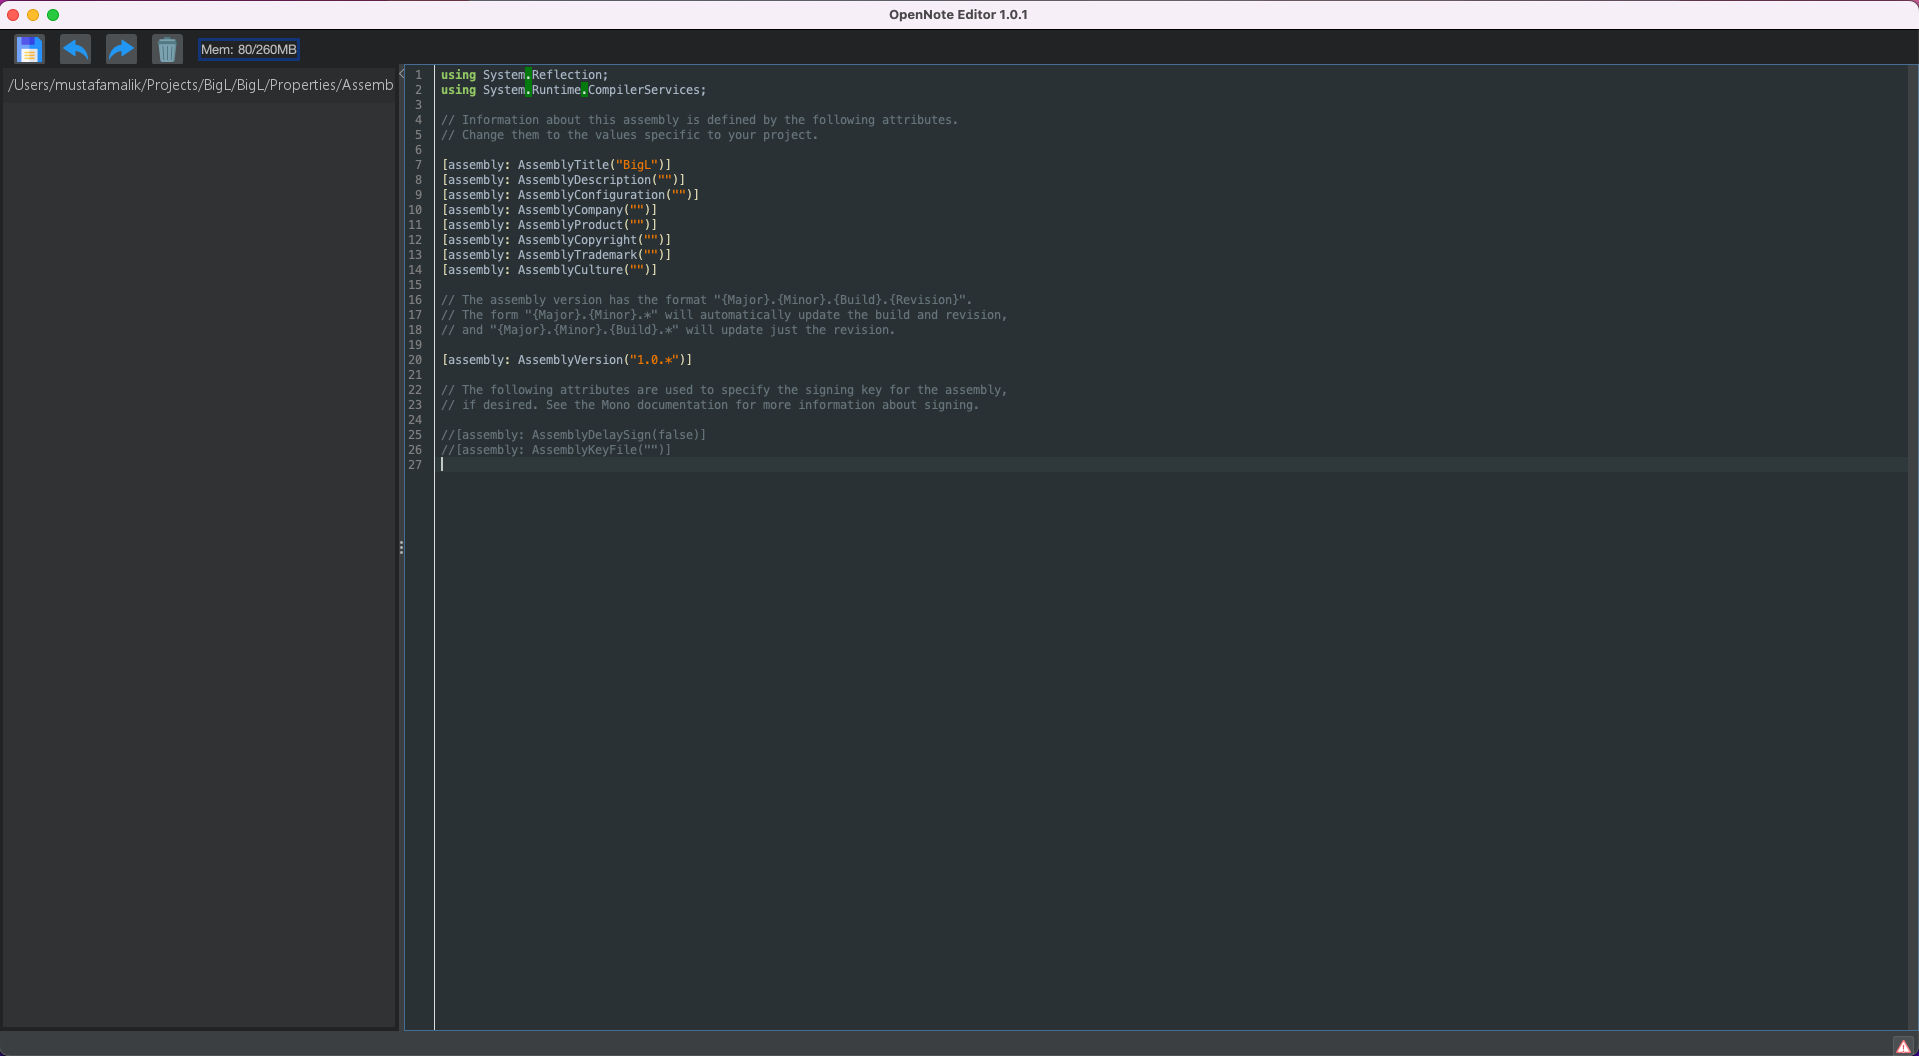 OpenNote Editor 1.0.1
Mem: 80/260MB
/Users/mustafamalik/Projects/BigL/BigL/Properties/Assemb
1 using System.Reflection;
2 using System.Runtime.CompilerServices;
3
4 // Information about this assembly is defined by the following attributes.
5 // Change them to the values specific to your project.
6
7 [assembly: AssemblyTitle("BigL")]
8 [assembly: AssemblyDescription("")]
9 [assembly: AssemblyConfiguration("")]
10 [assembly: AssemblyCompany("")]
11 [assembly: AssemblyProduct("")]
12 [assembly: AssemblyCopyright("")]
13 [assembly: AssemblyTrademark("")]
14 [assembly: AssemblyCulture("")]
15
16 // The assembly version has the format "{Major}.{Minor}.{Build}.{Revision}".
17 // The form "{Major}.{Minor}.*" will automatically update the build and revision,
18 // and "{Major}.{Minor}.{Build}.*" will update just the revision.
19
20 [assembly: AssemblyVersion("1.0.*")]
21
22 // The following attributes are used to specify the signing key for the assembly,
23 // if desired. See the Mono documentation for more information about signing.
24
25 //[assembly: AssemblyDelaySign(false)]
26 //[assembly: AssemblyKeyFile("")]
27